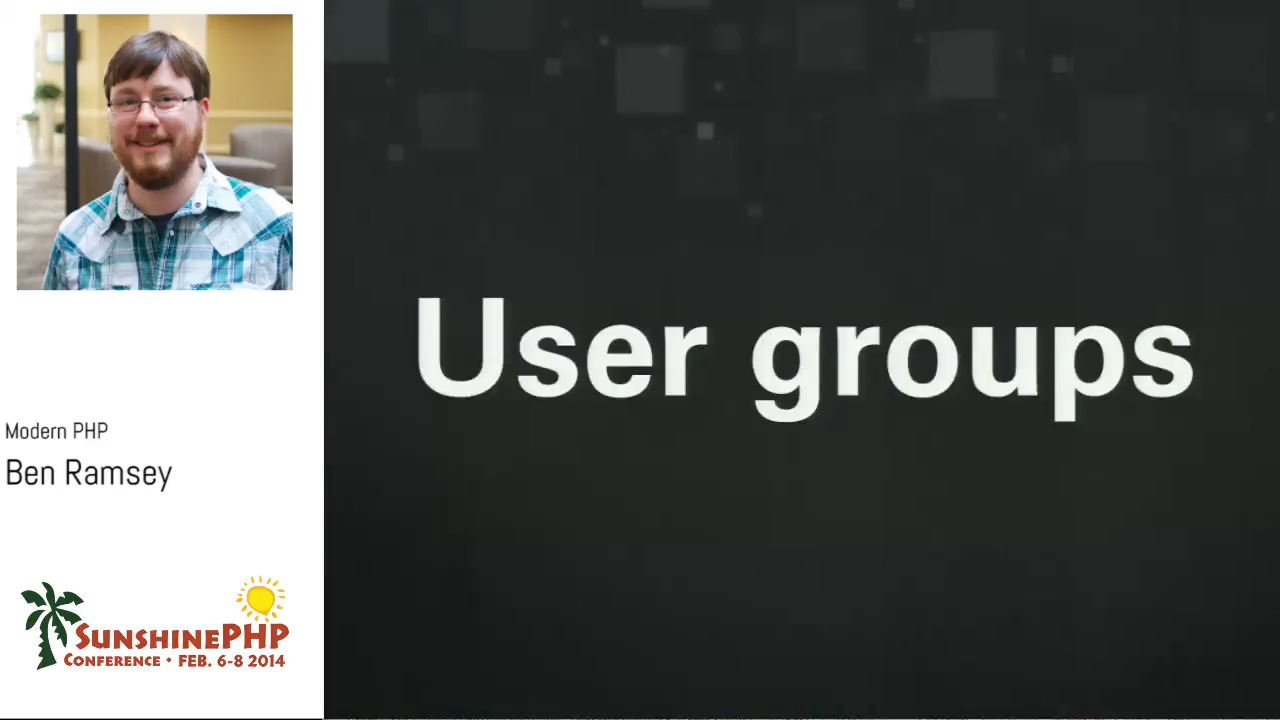 Modern PHP
Ben Ramsey
SUNSHINEPHP
CONFERENCE • FEB. 6-8 2014
User groups